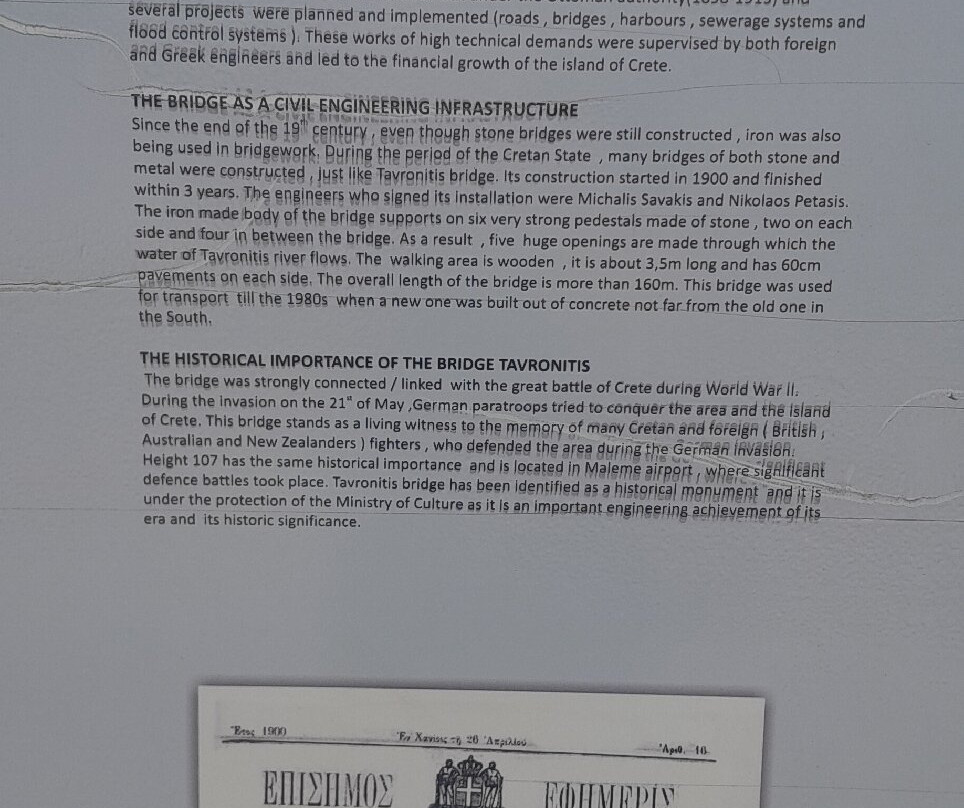 several projects were planned and implemented (roads , bridges , harbours , sewerage systems and
flood control systems ). These works of high technical demands were supervised by both foreign
and Greek engineers and led to the financial growth of the island of Crete.
THE BRIDGE AS A CIVIL ENGINEERING INFRASTRUCTURE
Since the end of the 19th century , even though stone bridges were still constructed , iron was also
being used in bridgework. During the period of the Cretan State , many bridges of both stone and
metal were constructed , just like Tavronitis bridge. Its construction started in 1900 and finished
within 3 years. The engineers who signed its installation were Michalis Savakis and Nikolaos Petasis.
The iron made body of the bridge supports on six very strong pedestals made of stone , two on each
side and four in between the bridge. As a result , five huge openings are made through which the
water of Tavronitis river flows. The walking area is wooden , it is about 3,5m long and has 60cm
pavements on each side. The overall length of the bridge is more than 160m. This bridge was used
for transport till the 1980s when a new one was built out of concrete not far from the old one in
the South.
THE HISTORICAL IMPORTANCE OF THE BRIDGE TAVRONITIS
The bridge was strongly connected / linked with the great battle of Crete during World War II.
During the invasion on the 21st of May ,German paratroops tried to conquer the area and the island
of Crete. This bridge stands as a living witness to the memory of many Cretan and foreign ( British ,
Australian and New Zealanders ) fighters , who defended the area during the German invasion.
Height 107 has the same historical importance and is located in Maleme airport , where significant
defence battles took place. Tavronitis bridge has been identified as a historical monument and it is
under the protection of the Ministry of Culture as it is an important engineering achievement of its
era and its historic significance.
Ἔτος 1900 Ἐν Χανίοις τῇ 26 Ἀπριλίου Ἀριθ. 16
ΕΠΙΣΗΜΟΣ ΕΦΗΜΕΡΙΣ